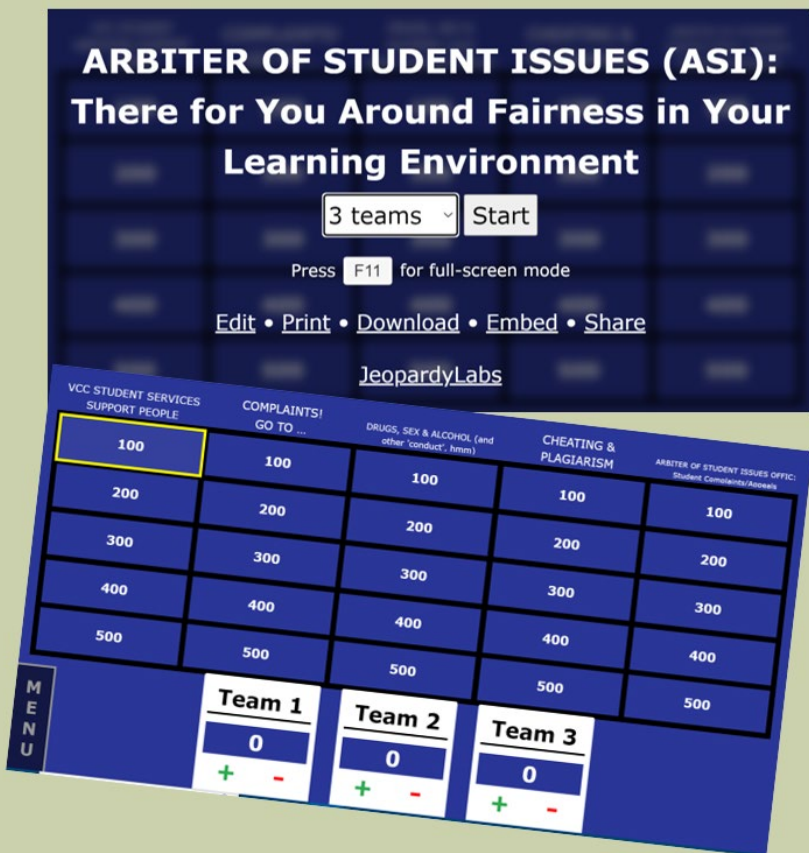 ARBITER OF STUDENT ISSUES (ASI):
There for You Around Fairness in Your
Learning Environment
3 teams Start
Press F11 for full-screen mode
Edit • Print • Download • Embed • Share
JeopardyLabs
VCC STUDENT SERVICES
SUPPORT PEOPLE
COMPLAINTS!
GO TO ...
DRUGS, SEX & ALCOHOL (and
other 'conduct', hmm)
CHEATING &
PLAGIARISM
ARBITER OF STUDENT ISSUES OFFIC:
Student Complaints/Appeals
100 100 100 100 100
200 200 200 200 200
300 300 300 300 300
400 400 400 400 400
500 500 500 500 500
MENU
Team 1 Team 2 Team 3
0 0 0
+ - + - + -